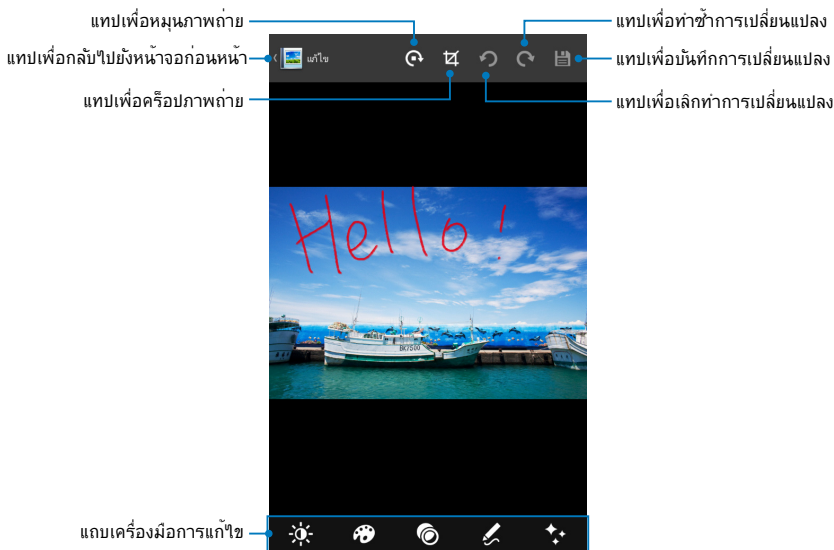 แทปเพื่อหมุนภาพถ่าย
แทปเพื่อทำซ้ำการเปลี่ยนแปลง
แทปเพื่อกลับไปยังหน้าจอก่อนหน้า
แก้ไข
แทปเพื่อบันทึกการเปลี่ยนแปลง
แทปเพื่อคร็อปภาพถ่าย
แทปเพื่อเลิกทำการเปลี่ยนแปลง
Hello!
BK7500
แถบเครื่องมือการแก้ไข